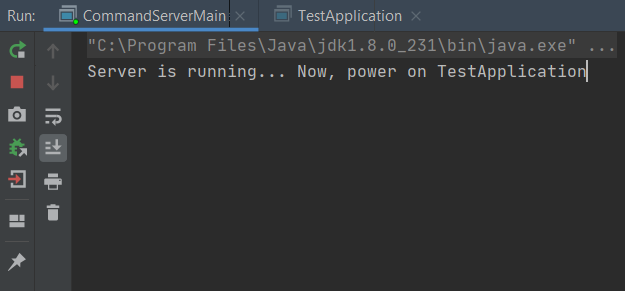 Run: CommandServerMain TestApplication
"C:\Program Files\Java\jdk1.8.0_231\bin\java.exe" ...
Server is running... Now, power on TestApplication